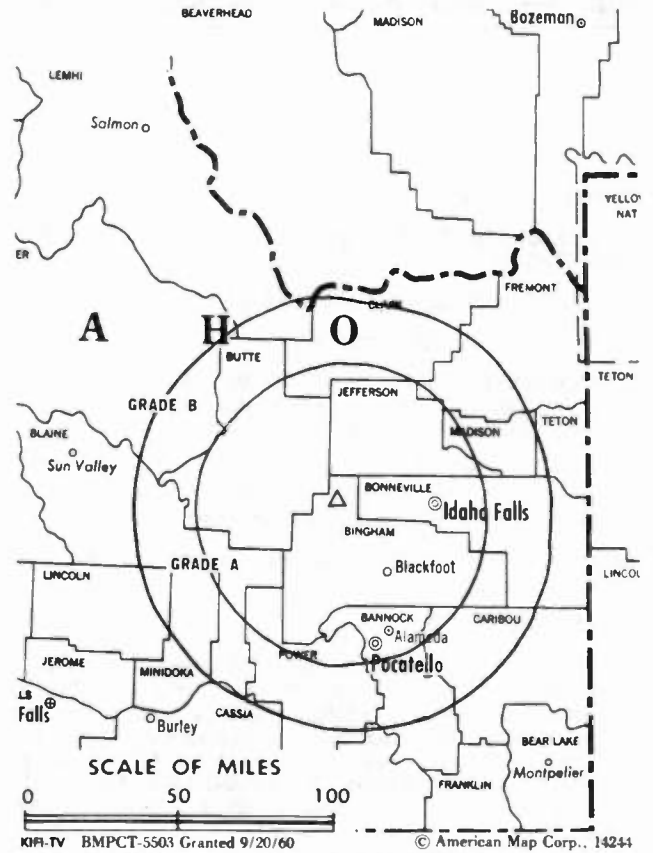 BEAVERHEAD
MADISON
Bozeman
LEMHI
Salmon
YELLO
NAT
ER
FREMONT
CLARK
A H O
BUTTE
TETON
JEFFERSON
GRADE B
MADISON
TETON
BLAINE
Sun Valley
BONNEVILLE
Idaho Falls
BINGHAM
GRADE A
Blackfoot
LINCOLN
LINCOL
BANNOCK
CARIBOU
Alameda
POWER
Pocatello
JEROME
MINIDOKA
LS
Falls
CASSIA
Burley
BEAR LAKE
SCALE OF MILES
Montpelier
FRANKLIN
0 50 100
KIFI-TV BMPCT-5503 Granted 9/20/60 © American Map Corp., 14244